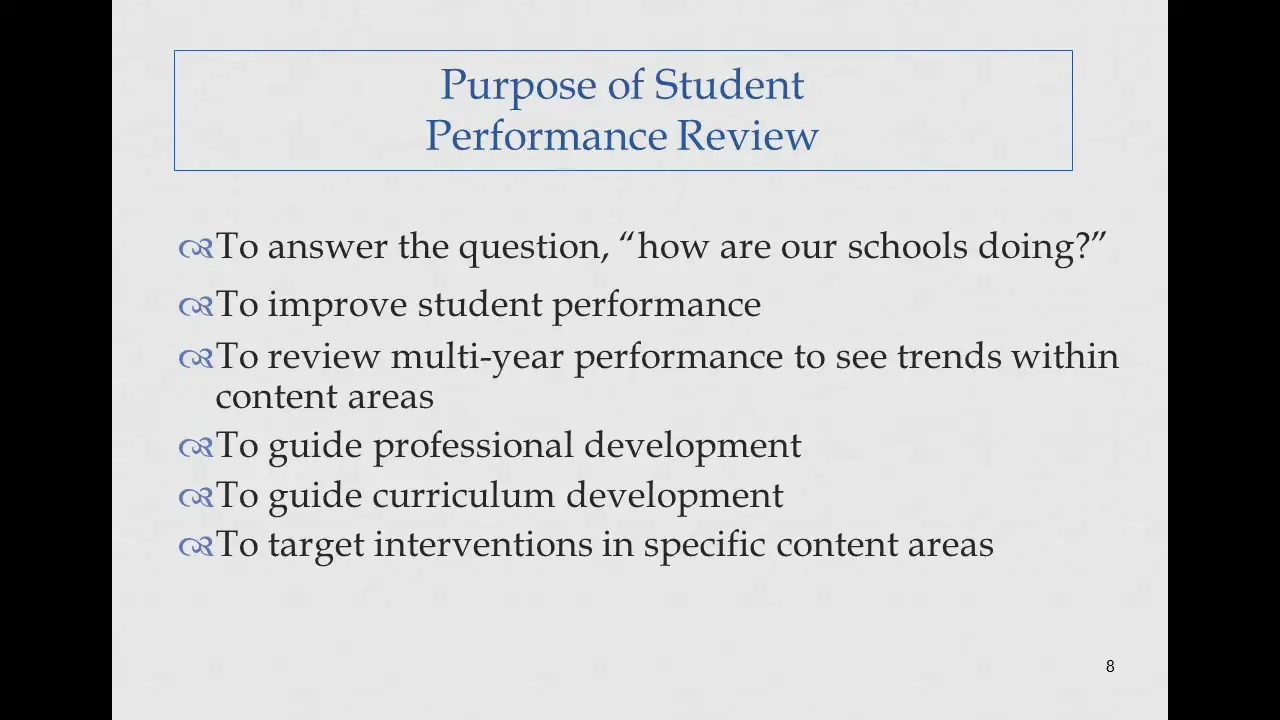 Purpose of Student
Performance Review
To answer the question, “how are our schools doing?”
To improve student performance
To review multi-year performance to see trends within
content areas
To guide professional development
To guide curriculum development
To target interventions in specific content areas
8